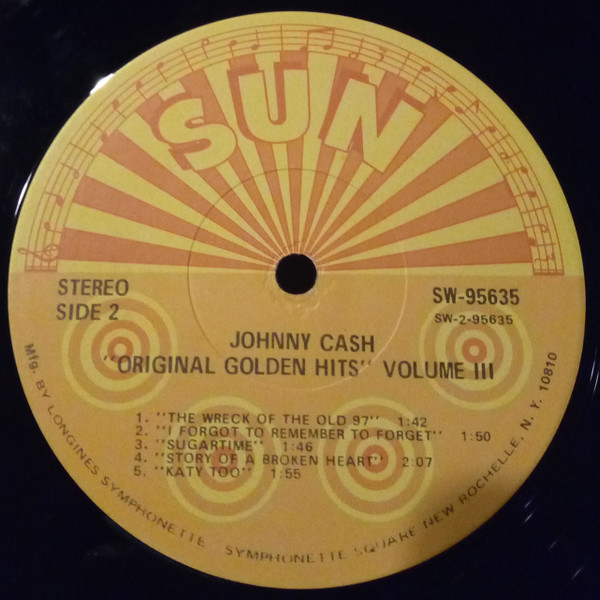 SUN
STEREO
SIDE 2
SW-95635
SW-2-95635
JOHNNY CASH
"ORIGINAL GOLDEN HITS" VOLUME III
1. "THE WRECK OF THE OLD 97" 1:42
2. "I FORGOT TO REMEMBER TO FORGET" 1:50
3. "SUGARTIME" 1:46
4. "STORY OF A BROKEN HEART" 2:07
5. "KATY TOO" 1:55
Mfg. BY LONGINES SYMPHONETTE SYMPHONETTE SQUARE NEW ROCHELLE, N. Y. 10810